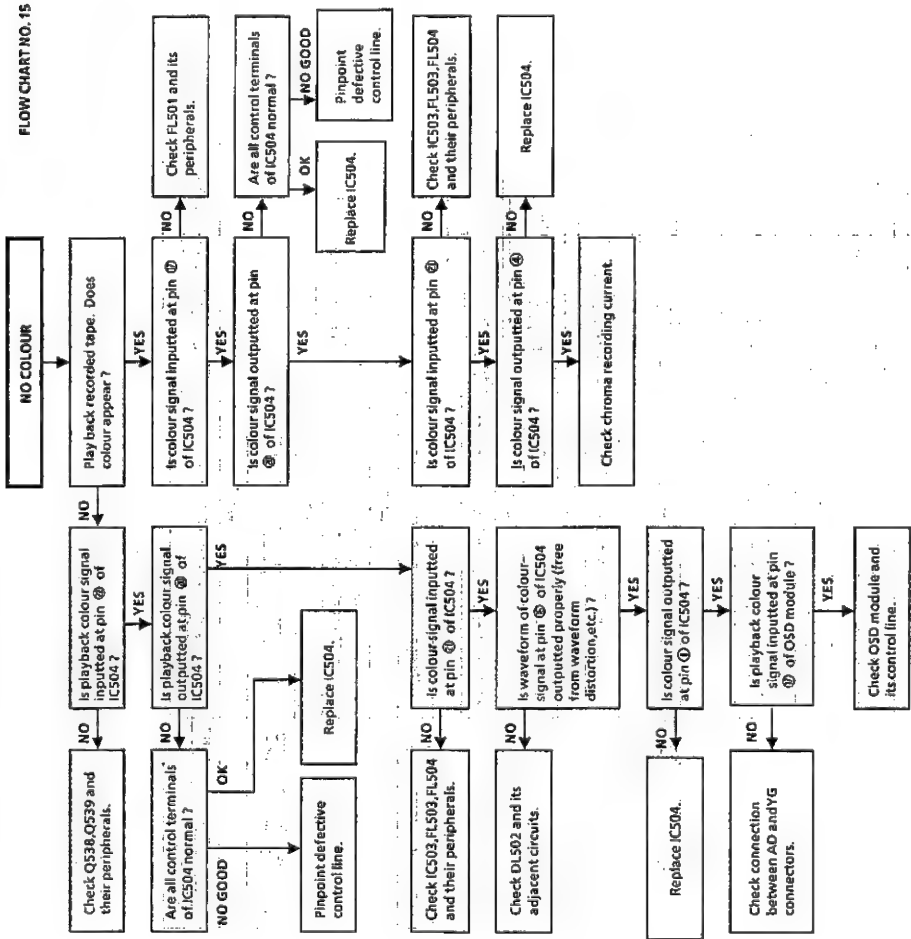 FLOW CHART NO. 15
NO COLOUR
Play back recorded tape. Does
colour appear ?
NO
YES
Is playback colour signal
inputted at pin of
IC504 ?
NO
YES
Check Q538,Q539 and
their peripherals.
Is playback colour signal
outputted at pin of
IC504 ?
NO
YES
Are all control terminals
of IC504 normal ?
NO GOOD
OK
Pinpoint defective
control line.
Replace IC504.
Is colour signal inputted
at pin of IC504 ?
NO
YES
Check IC503,FL503,FL504
and their peripherals.
Is waveform of colour
signal at pin of IC504
outputted properly (free
from waveform
distortion,etc.) ?
NO
YES
Check DL502 and its
adjacent circuits.
Is colour signal outputted
at pin ① of IC504 ?
NO
YES
Replace IC504.
Is playback colour
signal inputted at pin
of OSD module ?
NO
YES
Check connection
between AD and YG
connectors.
Check OSD module and
its control line.
Is colour signal inputted at pin ⑰
of IC504 ?
NO
YES
Check FL501 and its
peripherals.
Is colour signal outputted at pin
of IC504 ?
NO
YES
Are all control terminals
of IC504 normal ?
OK
NO GOOD
Replace IC504.
Pinpoint
defective
control line.
Is colour signal inputted at pin ㉑
of IC504 ?
NO
YES
Check IC503,FL503,FL504
and their peripherals.
Is colour signal outputted at pin ④
of IC504 ?
NO
YES
Replace IC504.
Check chroma recording current.